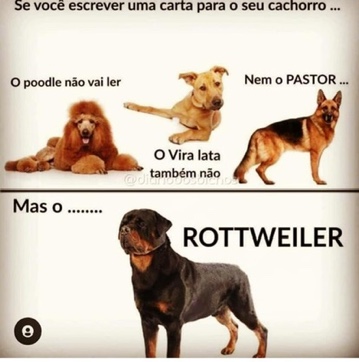 Se você escrever uma carta para o seu cachorro ...
O poodle não vai ler
Nem o PASTOR ...
O Vira lata
também não
Mas o ........
ROTTWEILER